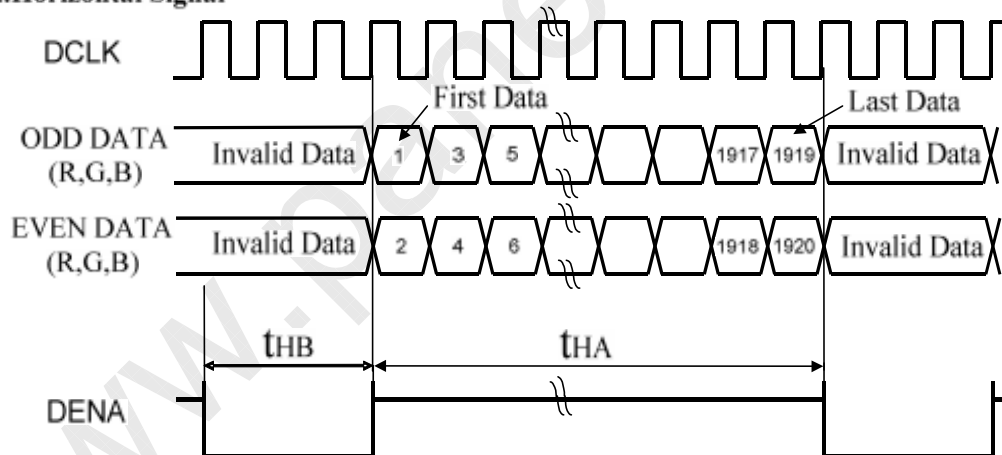 Horizontal Signal
DCLK
First Data
Last Data
ODD DATA
(R,G,B)
Invalid Data 1 3 5 1917 1919 Invalid Data
EVEN DATA
(R,G,B)
Invalid Data 2 4 6 1918 1920 Invalid Data
tHB
tHA
DENA